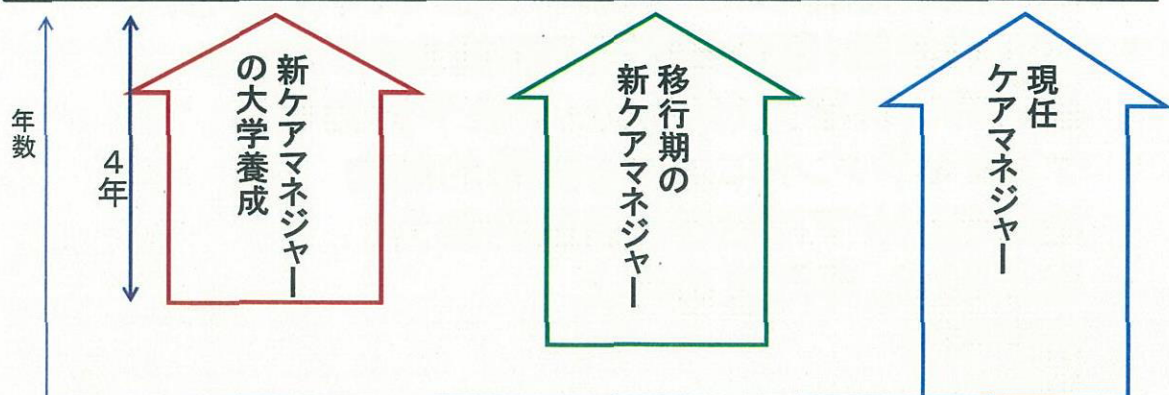 年数
4年
新ケアマネジャー
の大学養成
移行期の
新ケアマネジャー
現任
ケアマネジャー